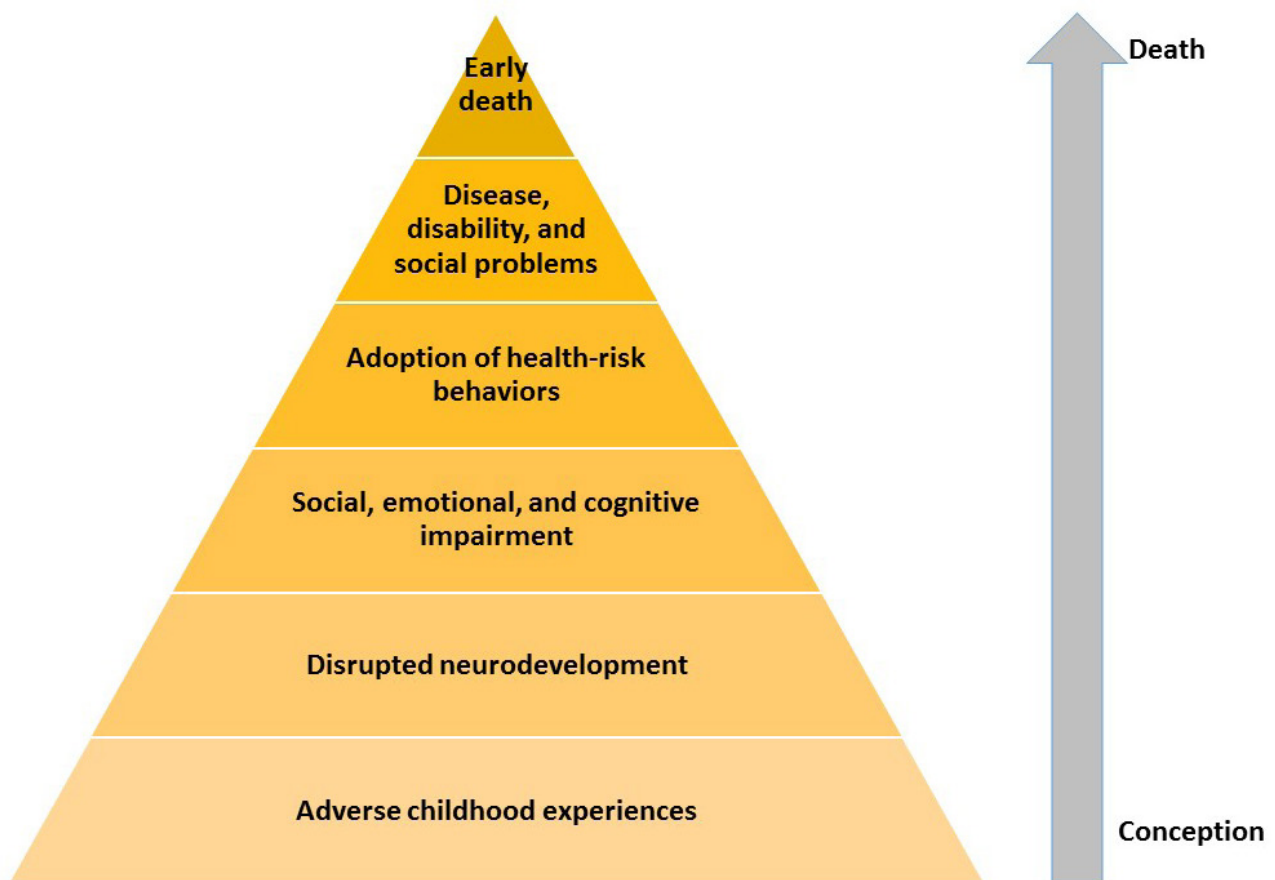 Early
death
Death
Disease,
disability, and
social problems
Adoption of health-risk
behaviors
Social, emotional, and cognitive
impairment
Disrupted neurodevelopment
Adverse childhood experiences
Conception